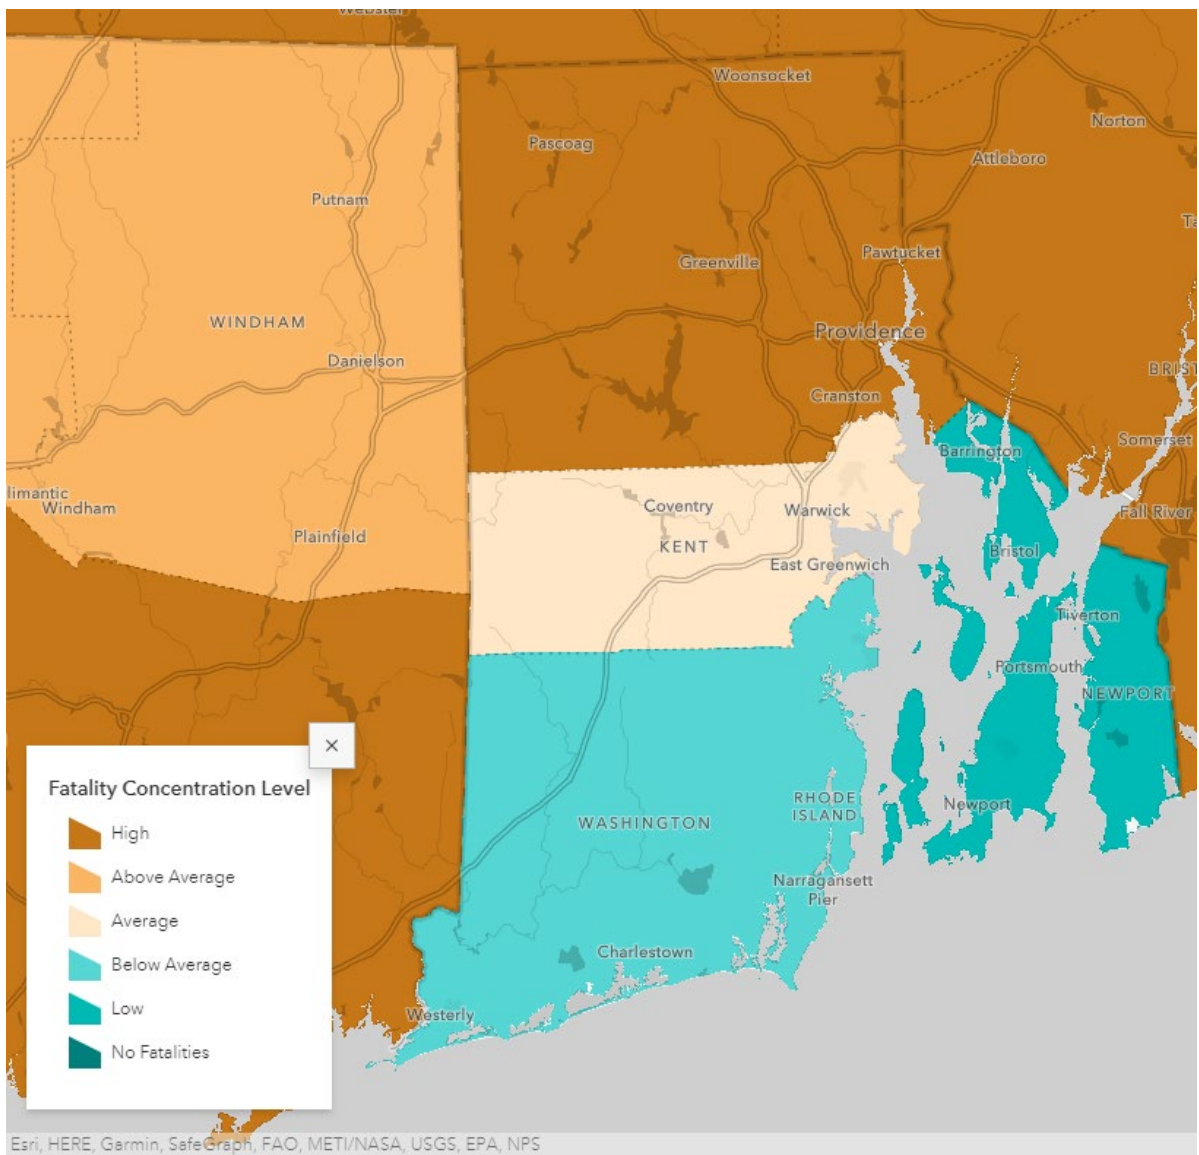 Webster
Woonsocket
Norton
Pascoag
Attleboro
Putnam
Pawtucket
Greenville
WINDHAM
Providence
Danielson
BRIST
Cranston
Somerset
Barrington
limantic
Windham
Coventry
Warwick
Fall River
Plainfield
KENT
Bristol
East Greenwich
Tiverton
Portsmouth
NEWPORT
Fatality Concentration Level
High
Above Average
Average
Below Average
Low
No Fatalities
RHODE
ISLAND
Newport
WASHINGTON
Narragansett
Pier
Charlestown
Westerly
Esri, HERE, Garmin, SafeGraph, FAO, METI/NASA, USGS, EPA, NPS